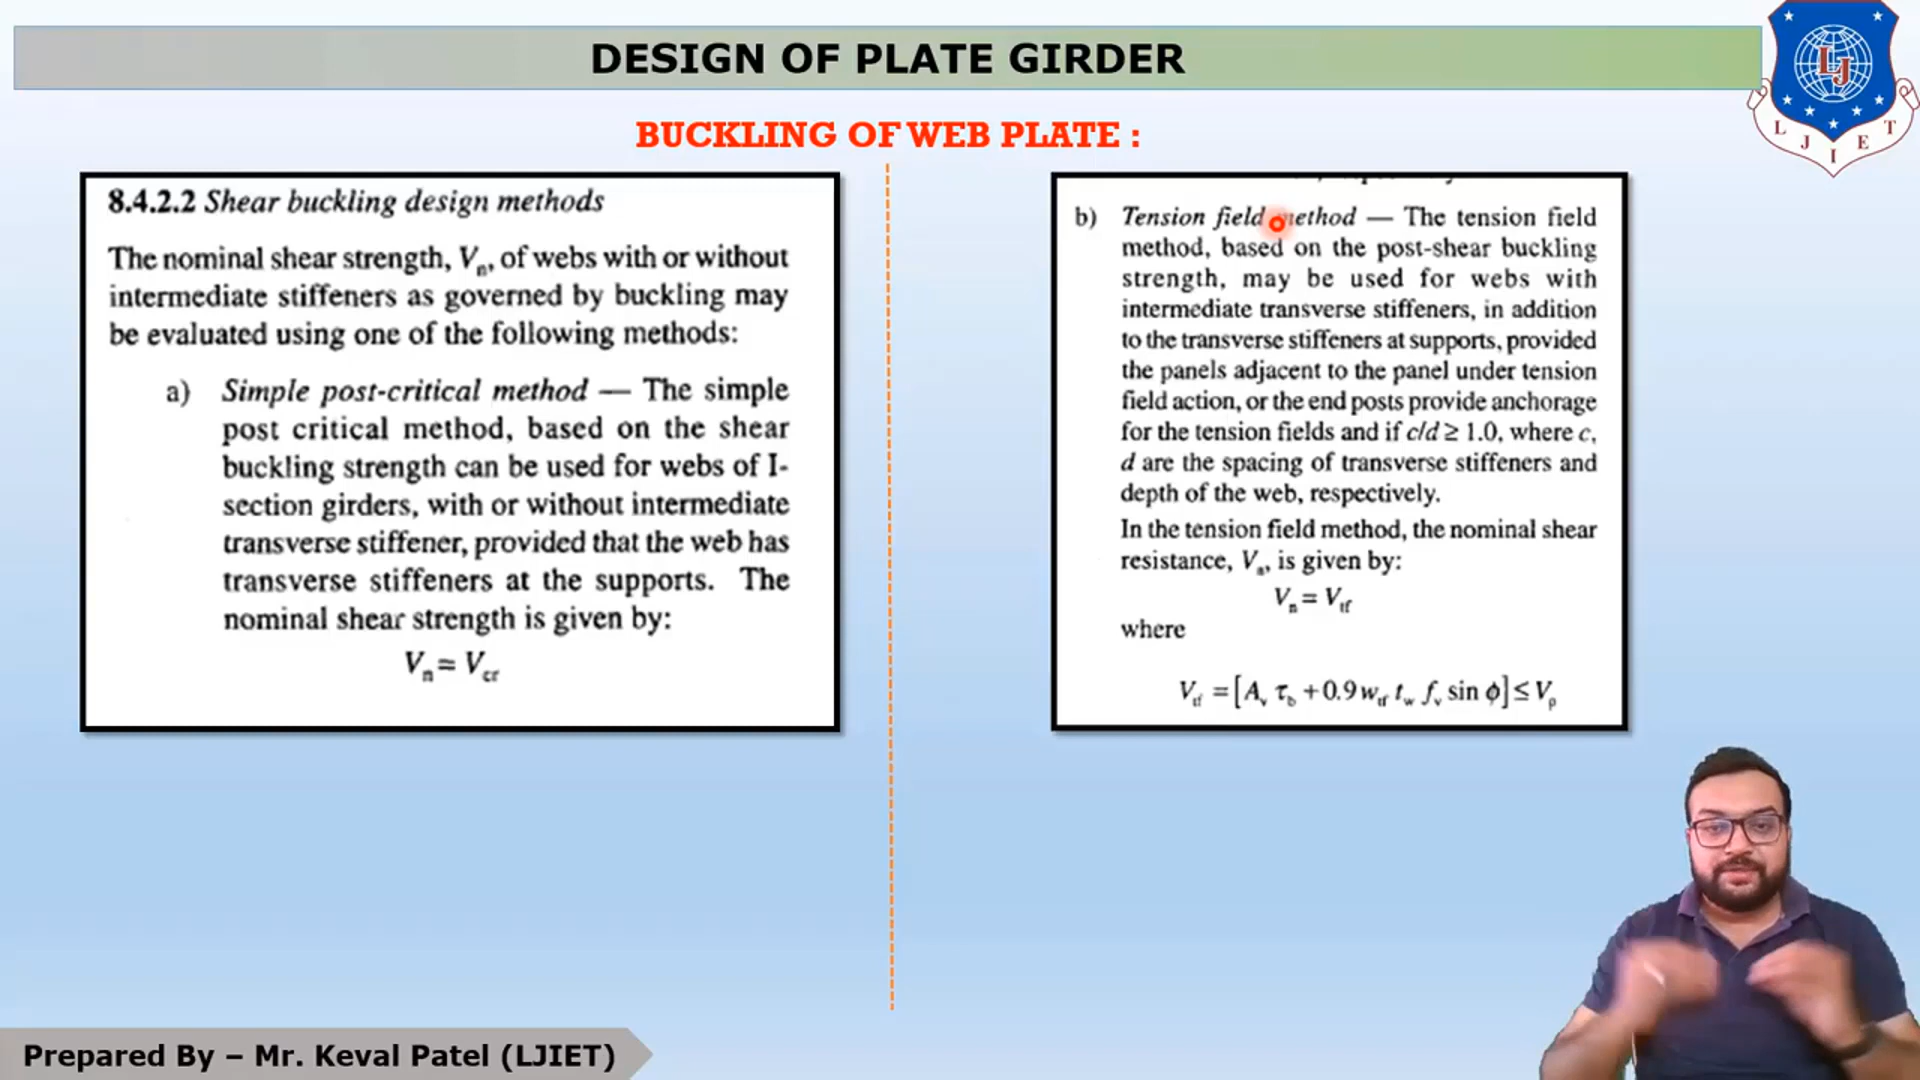 DESIGN OF PLATE GIRDER
BUCKLING OF WEB PLATE :
L J I E T
LJ
8.4.2.2 Shear buckling design methods
The nominal shear strength, Vn, of webs with or without
intermediate stiffeners as governed by buckling may
be evaluated using one of the following methods:
a) Simple post-critical method — The simple
post critical method, based on the shear
buckling strength can be used for webs of I-
section girders, with or without intermediate
transverse stiffener, provided that the web has
transverse stiffeners at the supports. The
nominal shear strength is given by:
Vn = Vcr
b) Tension field method — The tension field
method, based on the post-shear buckling
strength, may be used for webs with
intermediate transverse stiffeners, in addition
to the transverse stiffeners at supports, provided
the panels adjacent to the panel under tension
field action, or the end posts provide anchorage
for the tension fields and if c/d ≥ 1.0, where c,
d are the spacing of transverse stiffeners and
depth of the web, respectively.
In the tension field method, the nominal shear
resistance, Vn, is given by:
Vn = Vtf
where
Vtf = [Av τb + 0.9 wtf tw fv sin ϕ] ≤ Vp
Prepared By – Mr. Keval Patel (LJIET)